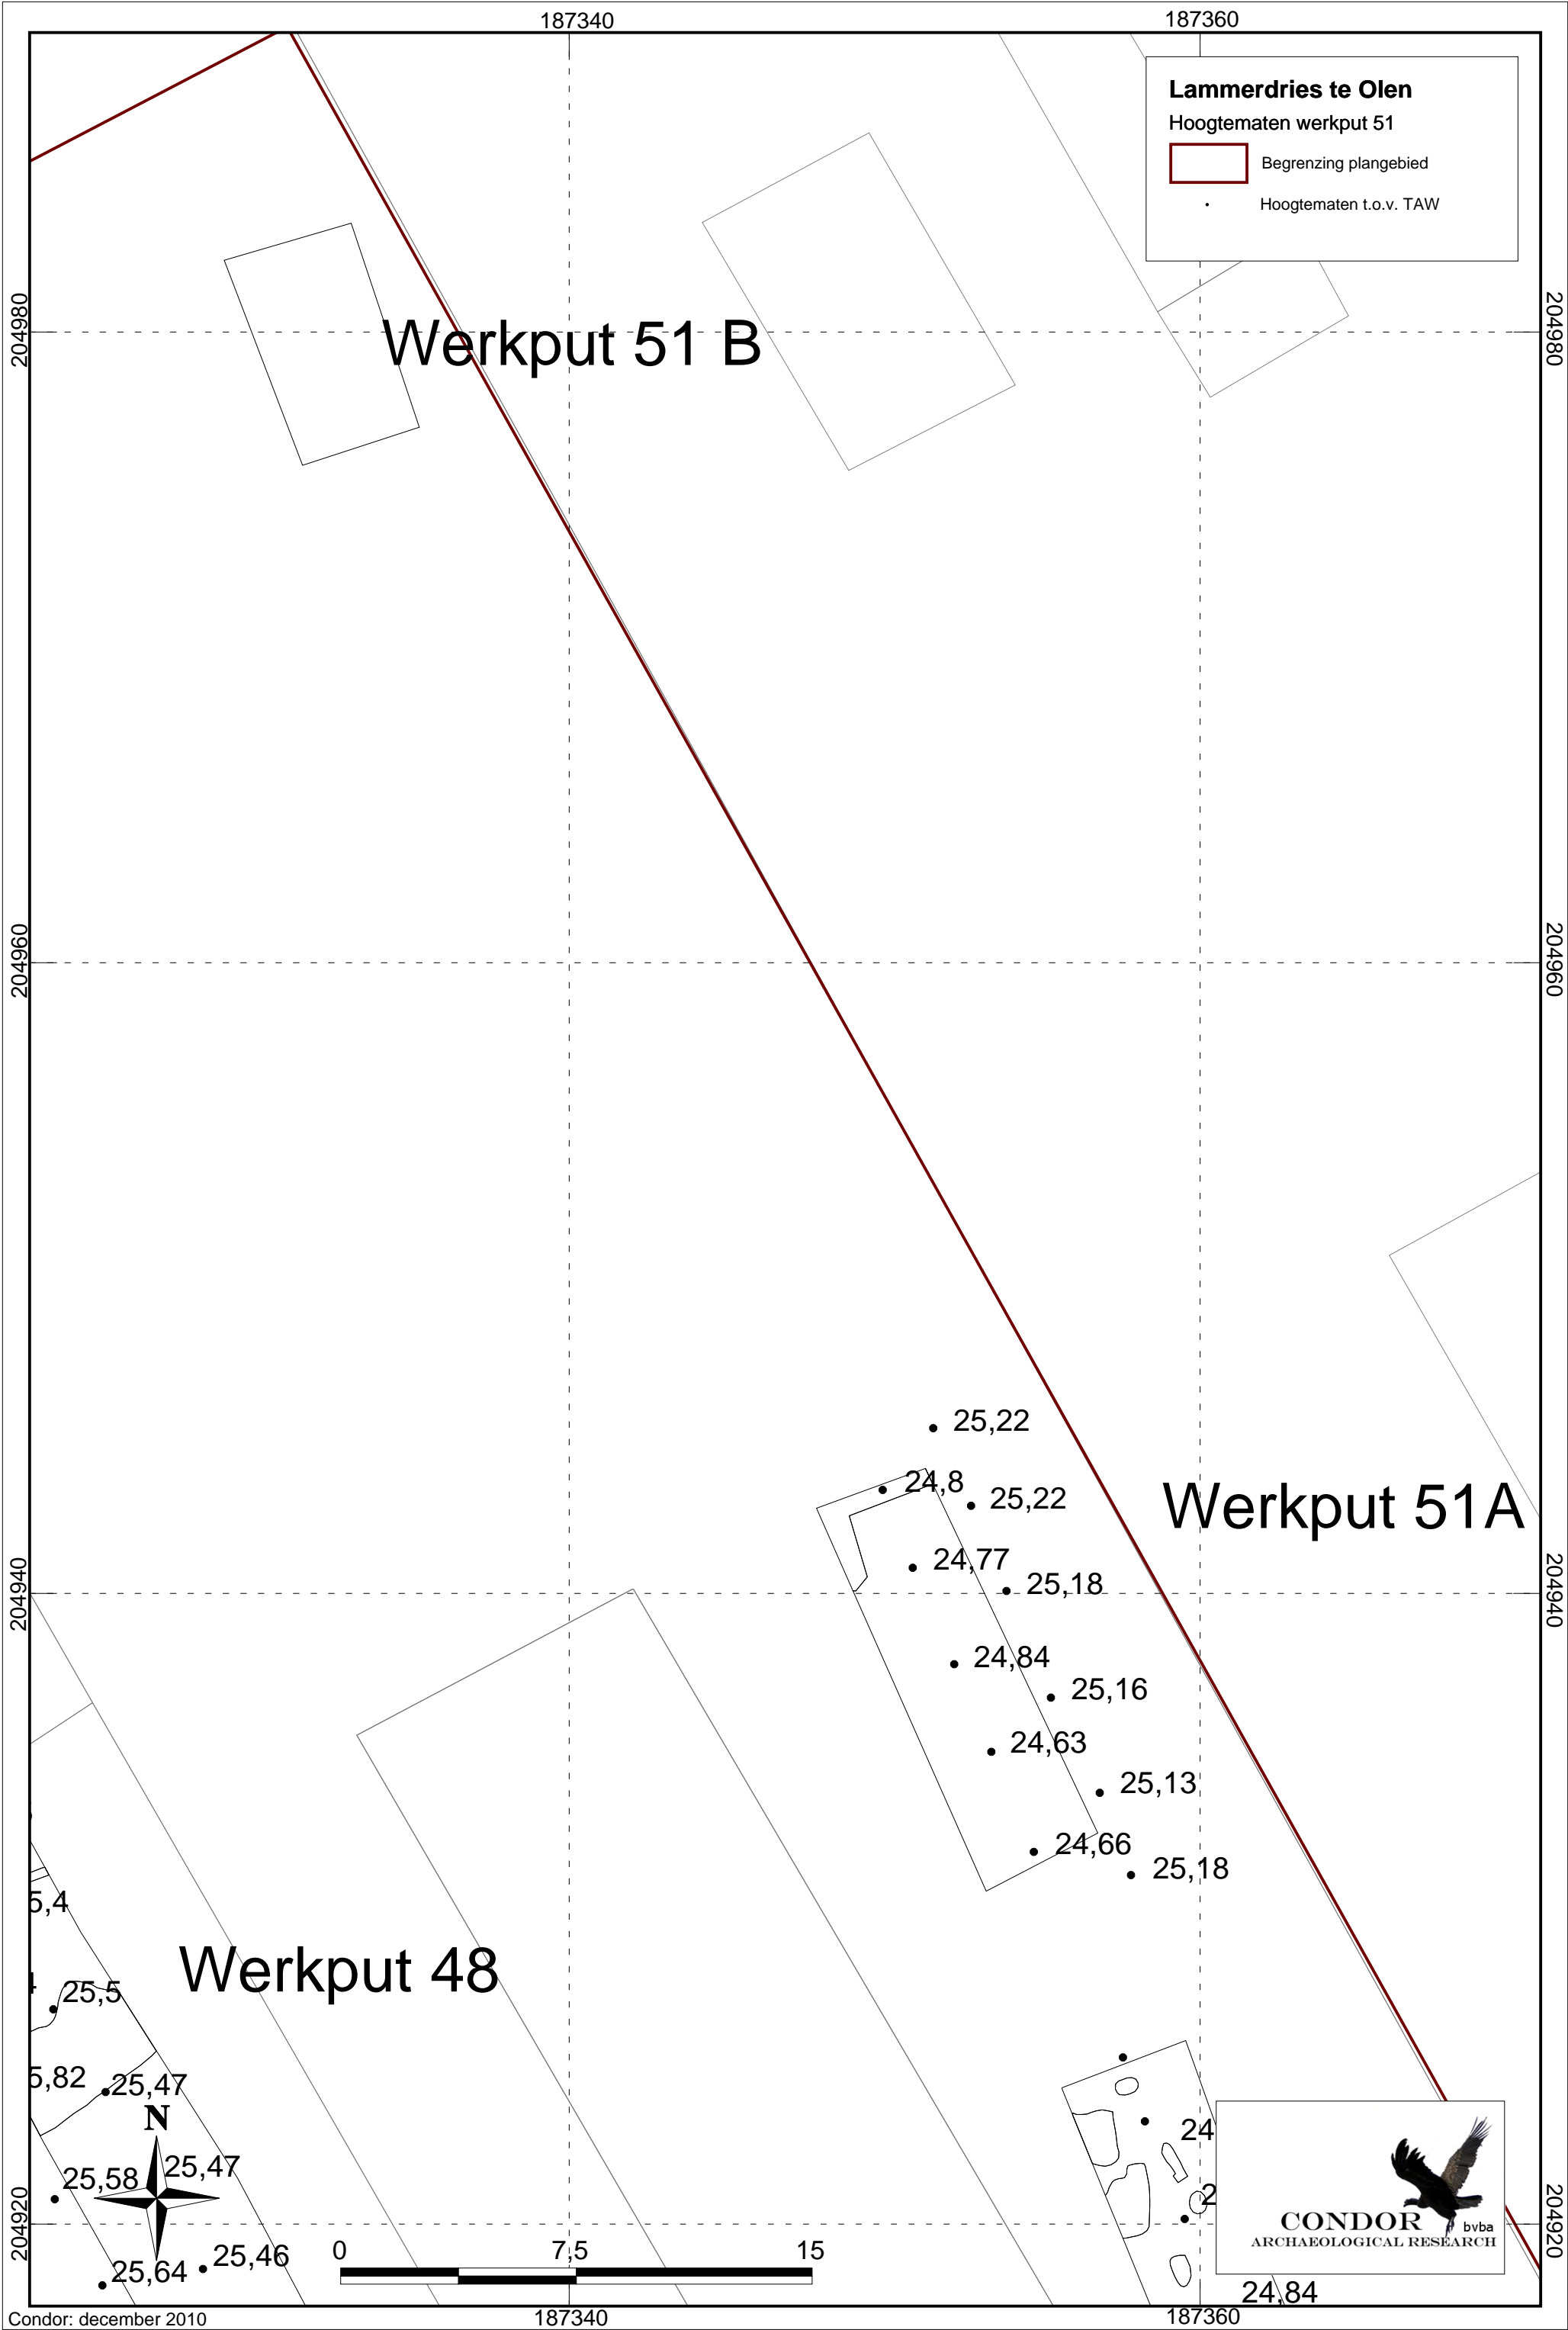 187340
187360
Lammerdries te Olen
Hoogtematen werkput 51
Begrenzing plangebied
Hoogtematen t.o.v. TAW
204980
204980
Werkput 51 B
204960
204960
25,22
24,8
25,22
Werkput 51A
24,77
25,18
204940
204940
24,84
25,16
24,63
25,13
24,66
25,18
5,4
Werkput 48
25,5
5,82
25,47
N
24
25,58
25,47
2
204920
204920
CONDOR bvba
ARCHAEOLOGICAL RESEARCH
25,46
25,64
0 7,5 15
24,84
Condor: december 2010
187340
187360